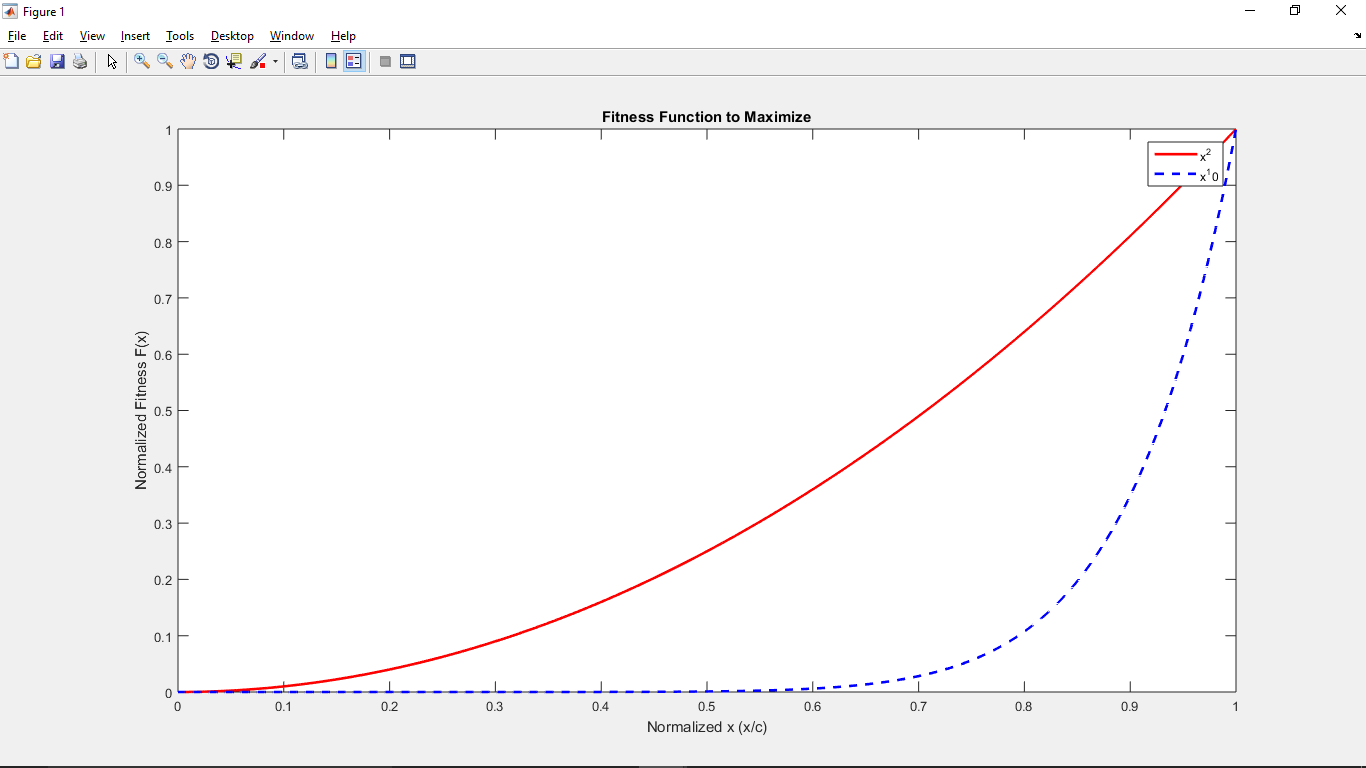 Figure 1
File Edit View Insert Tools Desktop Window Help
Fitness Function to Maximize
x²
x¹0
1
0.9
0.8
0.7
0.6
0.5
0.4
0.3
0.2
0.1
0
Normalized Fitness F(x)
0 0.1 0.2 0.3 0.4 0.5 0.6 0.7 0.8 0.9 1
Normalized x (x/c)